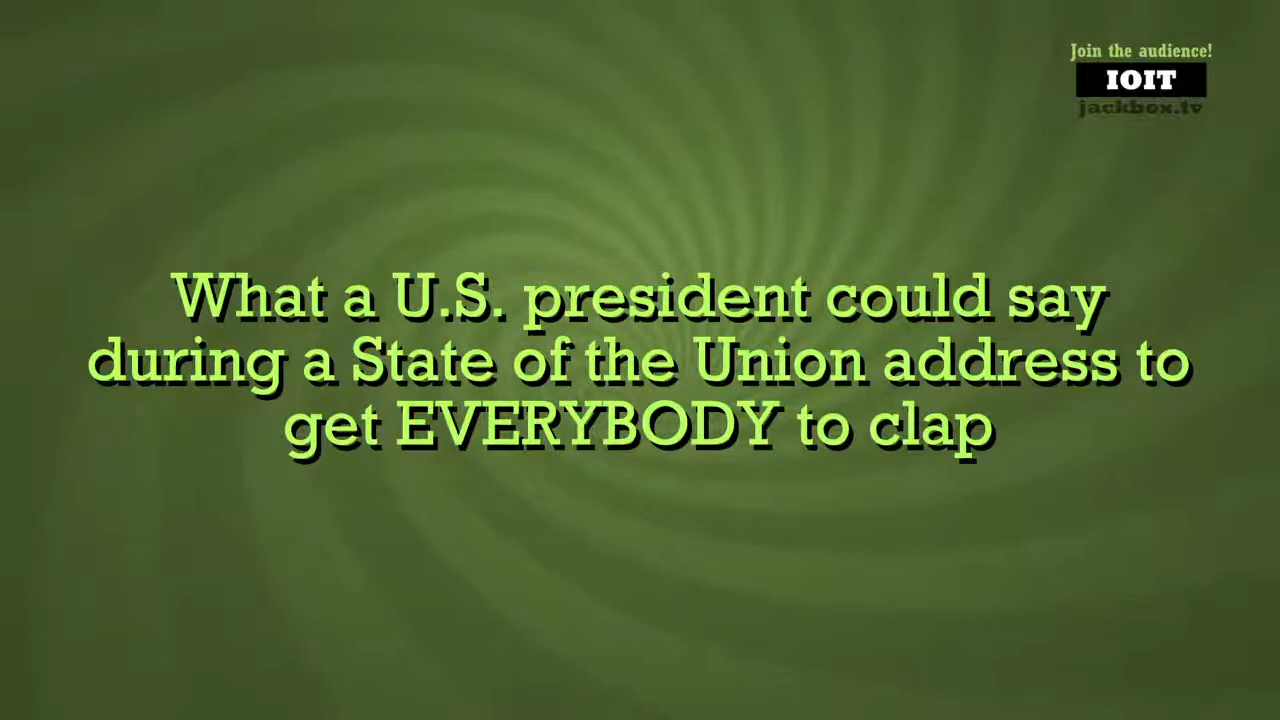 Join the audience!
IOIT
jackbox.tv
What a U.S. president could say
during a State of the Union address to
get EVERYBODY to clap